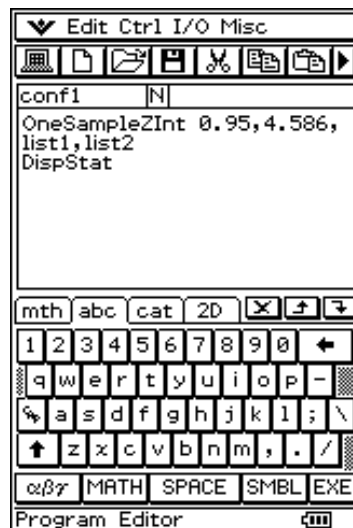 Edit Ctrl I/O Misc
conf1 N
OneSampleZInt 0.95,4.586,
list1,list2
DispStat
mth abc cat 2D
1 2 3 4 5 6 7 8 9 0
q w e r t y u i o p -
a s d f g h j k l ; \
z x c v b n m , . /
αβγ MATH SPACE SMBL EXE
Program Editor